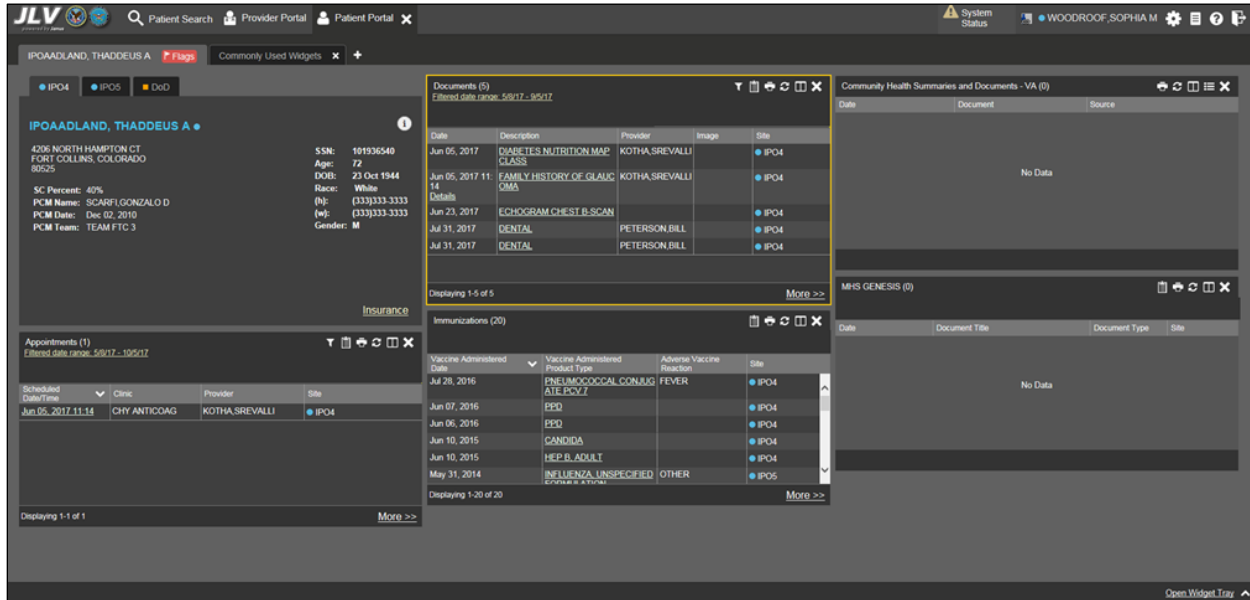 JLV
powered by Janus
Patient Search
Provider Portal
Patient Portal
System
Status
WOODROOF,SOPHIA M
IPOAADLAND, THADDEUS A
Flags
Commonly Used Widgets
IPO4
IPO5
DoD
IPOAADLAND, THADDEUS A
4206 NORTH HAMPTON CT
FORT COLLINS, COLORADO
80525
SC Percent: 40%
PCM Name: SCARFI,GONZALO D
PCM Date: Dec 02, 2010
PCM Team: TEAM FTC 3
SSN: 101936540
Age: 72
DOB: 23 Oct 1944
Race: White
(h): (333)333-3333
(w): (333)333-3333
Gender: M
Insurance
Appointments (1)
Filtered date range: 5/8/17 - 10/5/17
Scheduled
Date/Time
Clinic
Provider
Site
Jun 05, 2017 11:14
CHY ANTICOAG
KOTHA,SREVALLI
IPO4
Displaying 1-1 of 1
More >>
Documents (5)
Filtered date range: 5/8/17 - 9/5/17
Date
Description
Provider
Image
Site
Jun 05, 2017
DIABETES NUTRITION MAP
CLASS
KOTHA,SREVALLI
IPO4
Jun 05, 2017 11:
14
Details
FAMILY HISTORY OF GLAUC
OMA
KOTHA,SREVALLI
IPO4
Jun 23, 2017
ECHOGRAM CHEST B-SCAN
IPO4
Jul 31, 2017
DENTAL
PETERSON,BILL
IPO4
Jul 31, 2017
DENTAL
PETERSON,BILL
IPO4
Displaying 1-5 of 5
More >>
Immunizations (20)
Vaccine Administered
Date
Vaccine Administered
Product Type
Adverse Vaccine
Reaction
Site
Jul 28, 2016
PNEUMOCOCCAL CONJUG
ATE PCV7
FEVER
IPO4
Jun 07, 2016
PPD
IPO4
Jun 06, 2016
PPD
IPO4
Jun 10, 2015
CANDIDA
IPO4
Jun 10, 2015
HEP B, ADULT
IPO4
May 31, 2014
INFLUENZA, UNSPECIFIED
FORMULATION
OTHER
IPO5
Displaying 1-20 of 20
More >>
Community Health Summaries and Documents - VA (0)
Date
Document
Source
No Data
MHS GENESIS (0)
Date
Document Title
Document Type
Site
No Data
Open Widget Tray